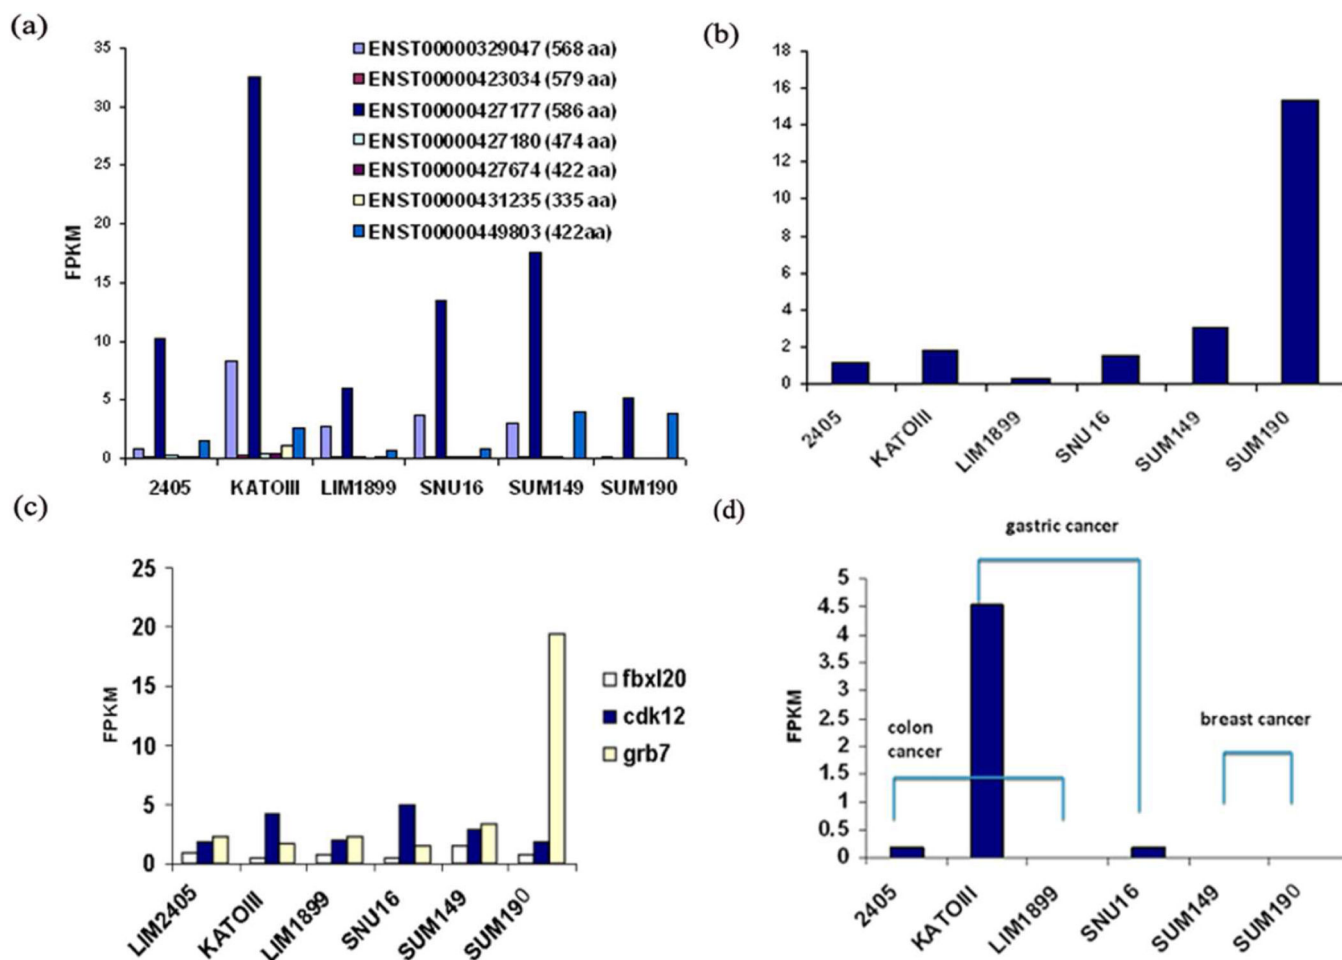 (a)
35
30
25
20
15
10
5
0
FPKM
ENST00000329047 (568 aa)
ENST00000423034 (579 aa)
ENST00000427177 (586 aa)
ENST00000427180 (474 aa)
ENST00000427674 (422 aa)
ENST00000431235 (335 aa)
ENST00000449803 (422aa)
2405 KATOIII LIM1899 SNU16 SUM149 SUM190
(b)
18
16
14
12
10
8
6
4
2
0
2405 KATOIII LIM1899 SNU16 SUM149 SUM190
(c)
25
20
15
10
5
0
FPKM
fbxl20
cdk12
grb7
LIM2405 KATOIII LIM1899 SNU16 SUM149 SUM190
(d)
gastric cancer
5
4.5
4
3.5
3
2.5
2
1.5
1
0.5
0
FPKM
colon
cancer
breast cancer
2405 KATOIII LIM1899 SNU16 SUM149 SUM190